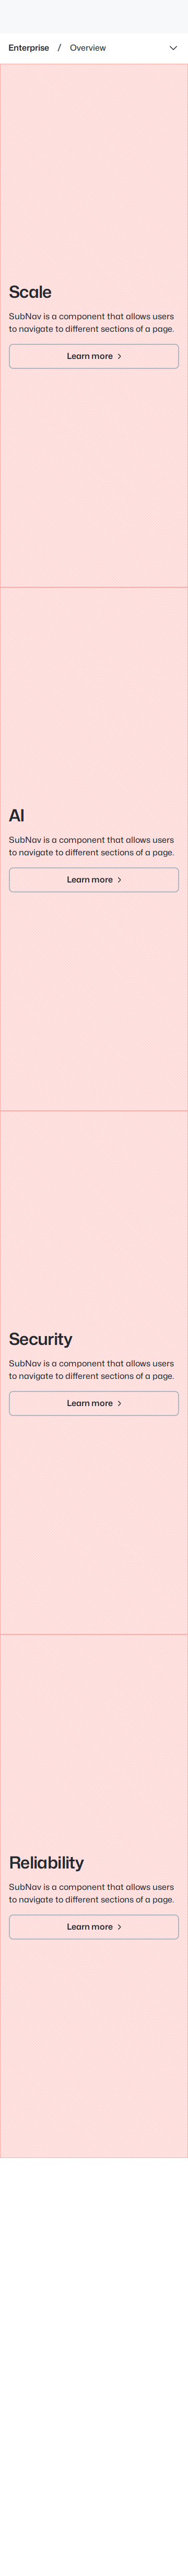 Enterprise / Overview
Scale
SubNav is a component that allows users
to navigate to different sections of a page.
Learn more
AI
SubNav is a component that allows users
to navigate to different sections of a page.
Learn more
Security
SubNav is a component that allows users
to navigate to different sections of a page.
Learn more
Reliability
SubNav is a component that allows users
to navigate to different sections of a page.
Learn more